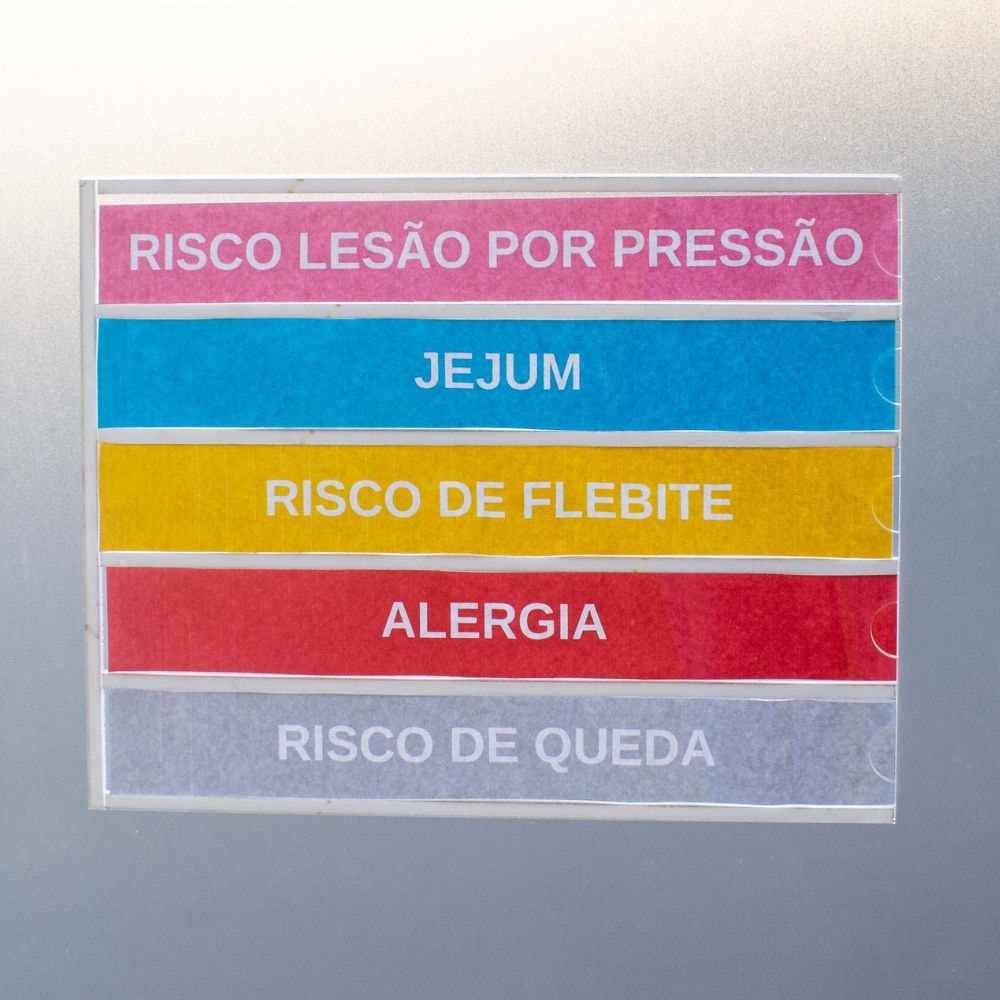 RISCO LESÃO POR PRESSÃO
JEJUM
RISCO DE FLEBITE
ALERGIA
RISCO DE QUEDA